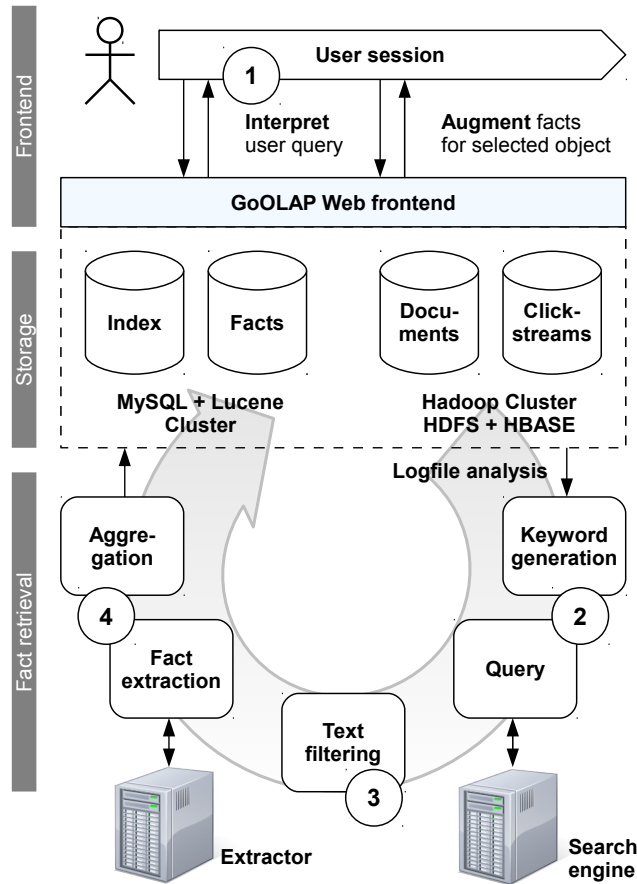 Frontend
User session
1
Interpret
user query
Augment facts
for selected object
GoOLAP Web frontend
Storage
Index
Facts
Docu-
ments
Click-
streams
MySQL + Lucene
Cluster
Hadoop Cluster
HDFS + HBASE
Logfile analysis
Fact retrieval
Aggre-
gation
Keyword
generation
4
2
Fact
extraction
Query
Text
filtering
3
Extractor
Search
engine